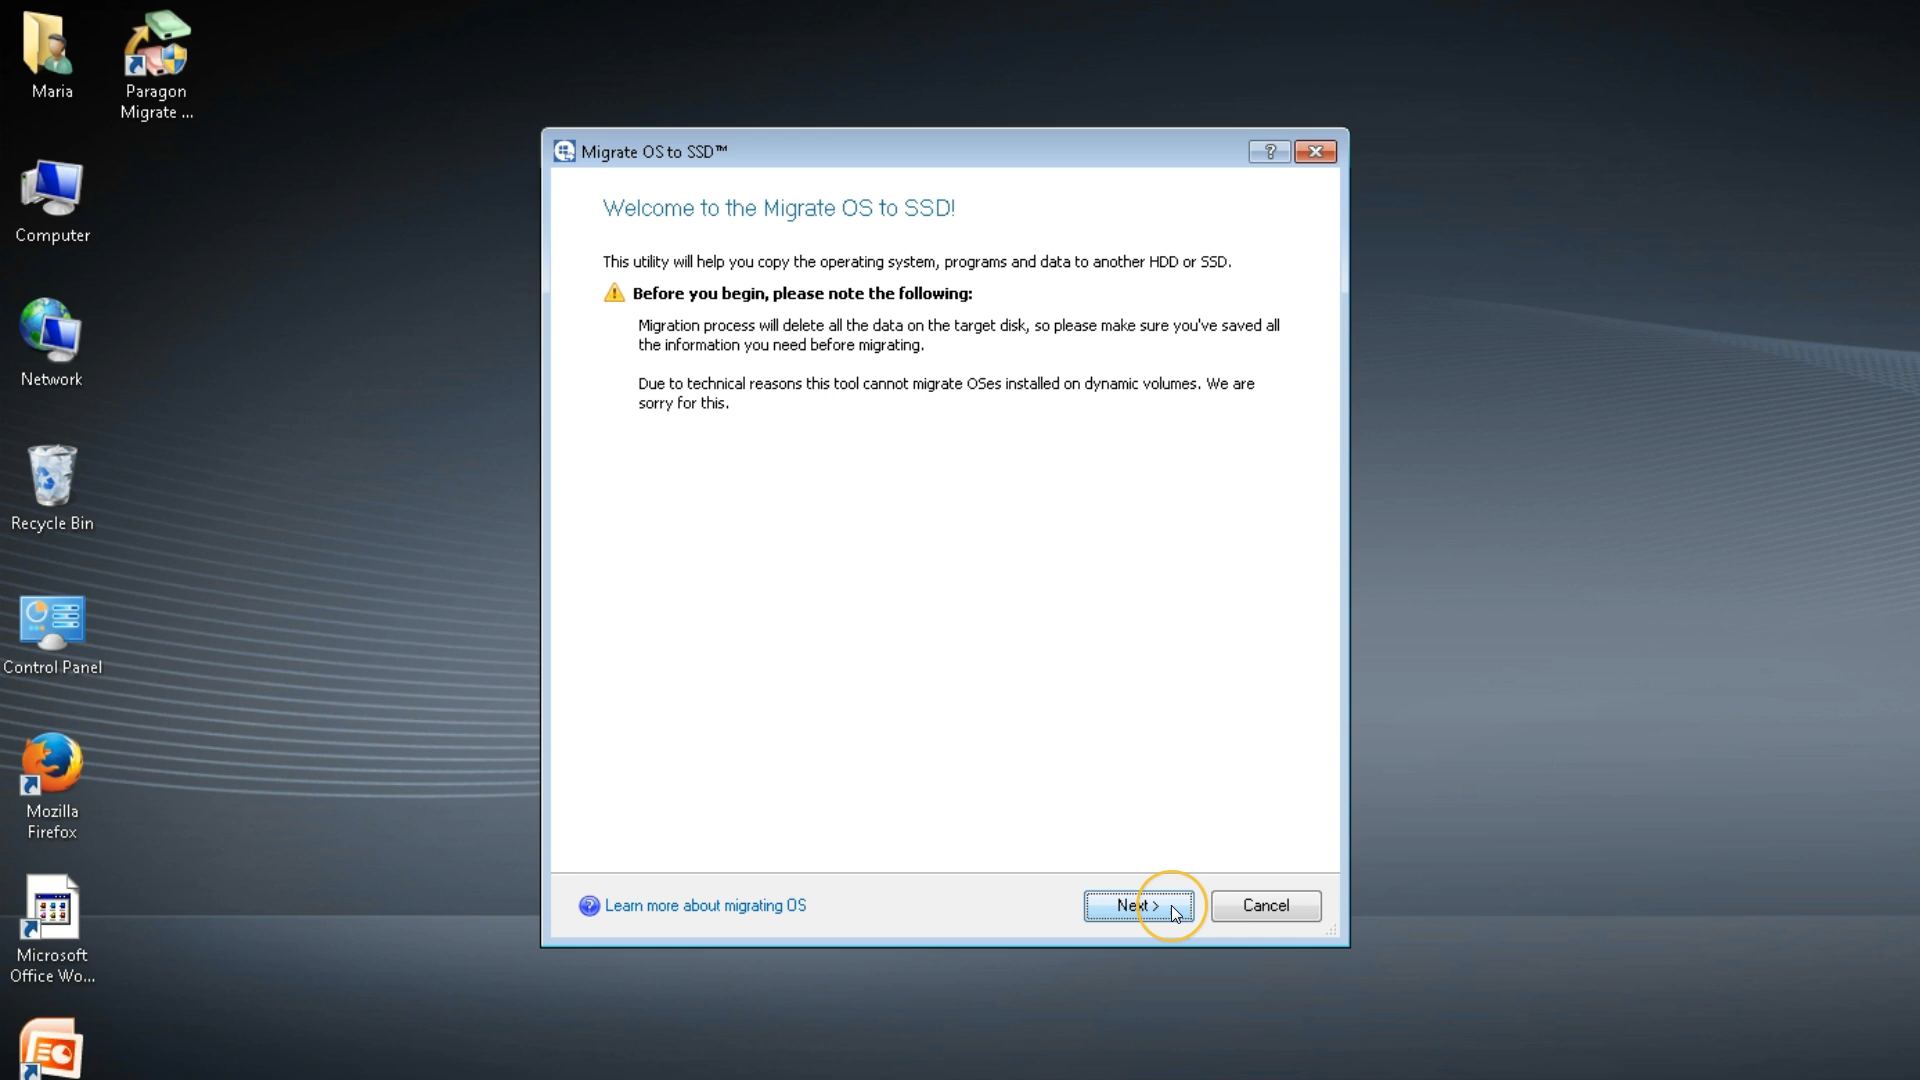 Maria
Paragon
Migrate ...
Computer
Network
Recycle Bin
Control Panel
Mozilla
Firefox
Microsoft
Office Wo...
Migrate OS to SSD™
?
Welcome to the Migrate OS to SSD!
This utility will help you copy the operating system, programs and data to another HDD or SSD.
Before you begin, please note the following:
Migration process will delete all the data on the target disk, so please make sure you've saved all
the information you need before migrating.
Due to technical reasons this tool cannot migrate OSes installed on dynamic volumes. We are
sorry for this.
Learn more about migrating OS
Next >
Cancel